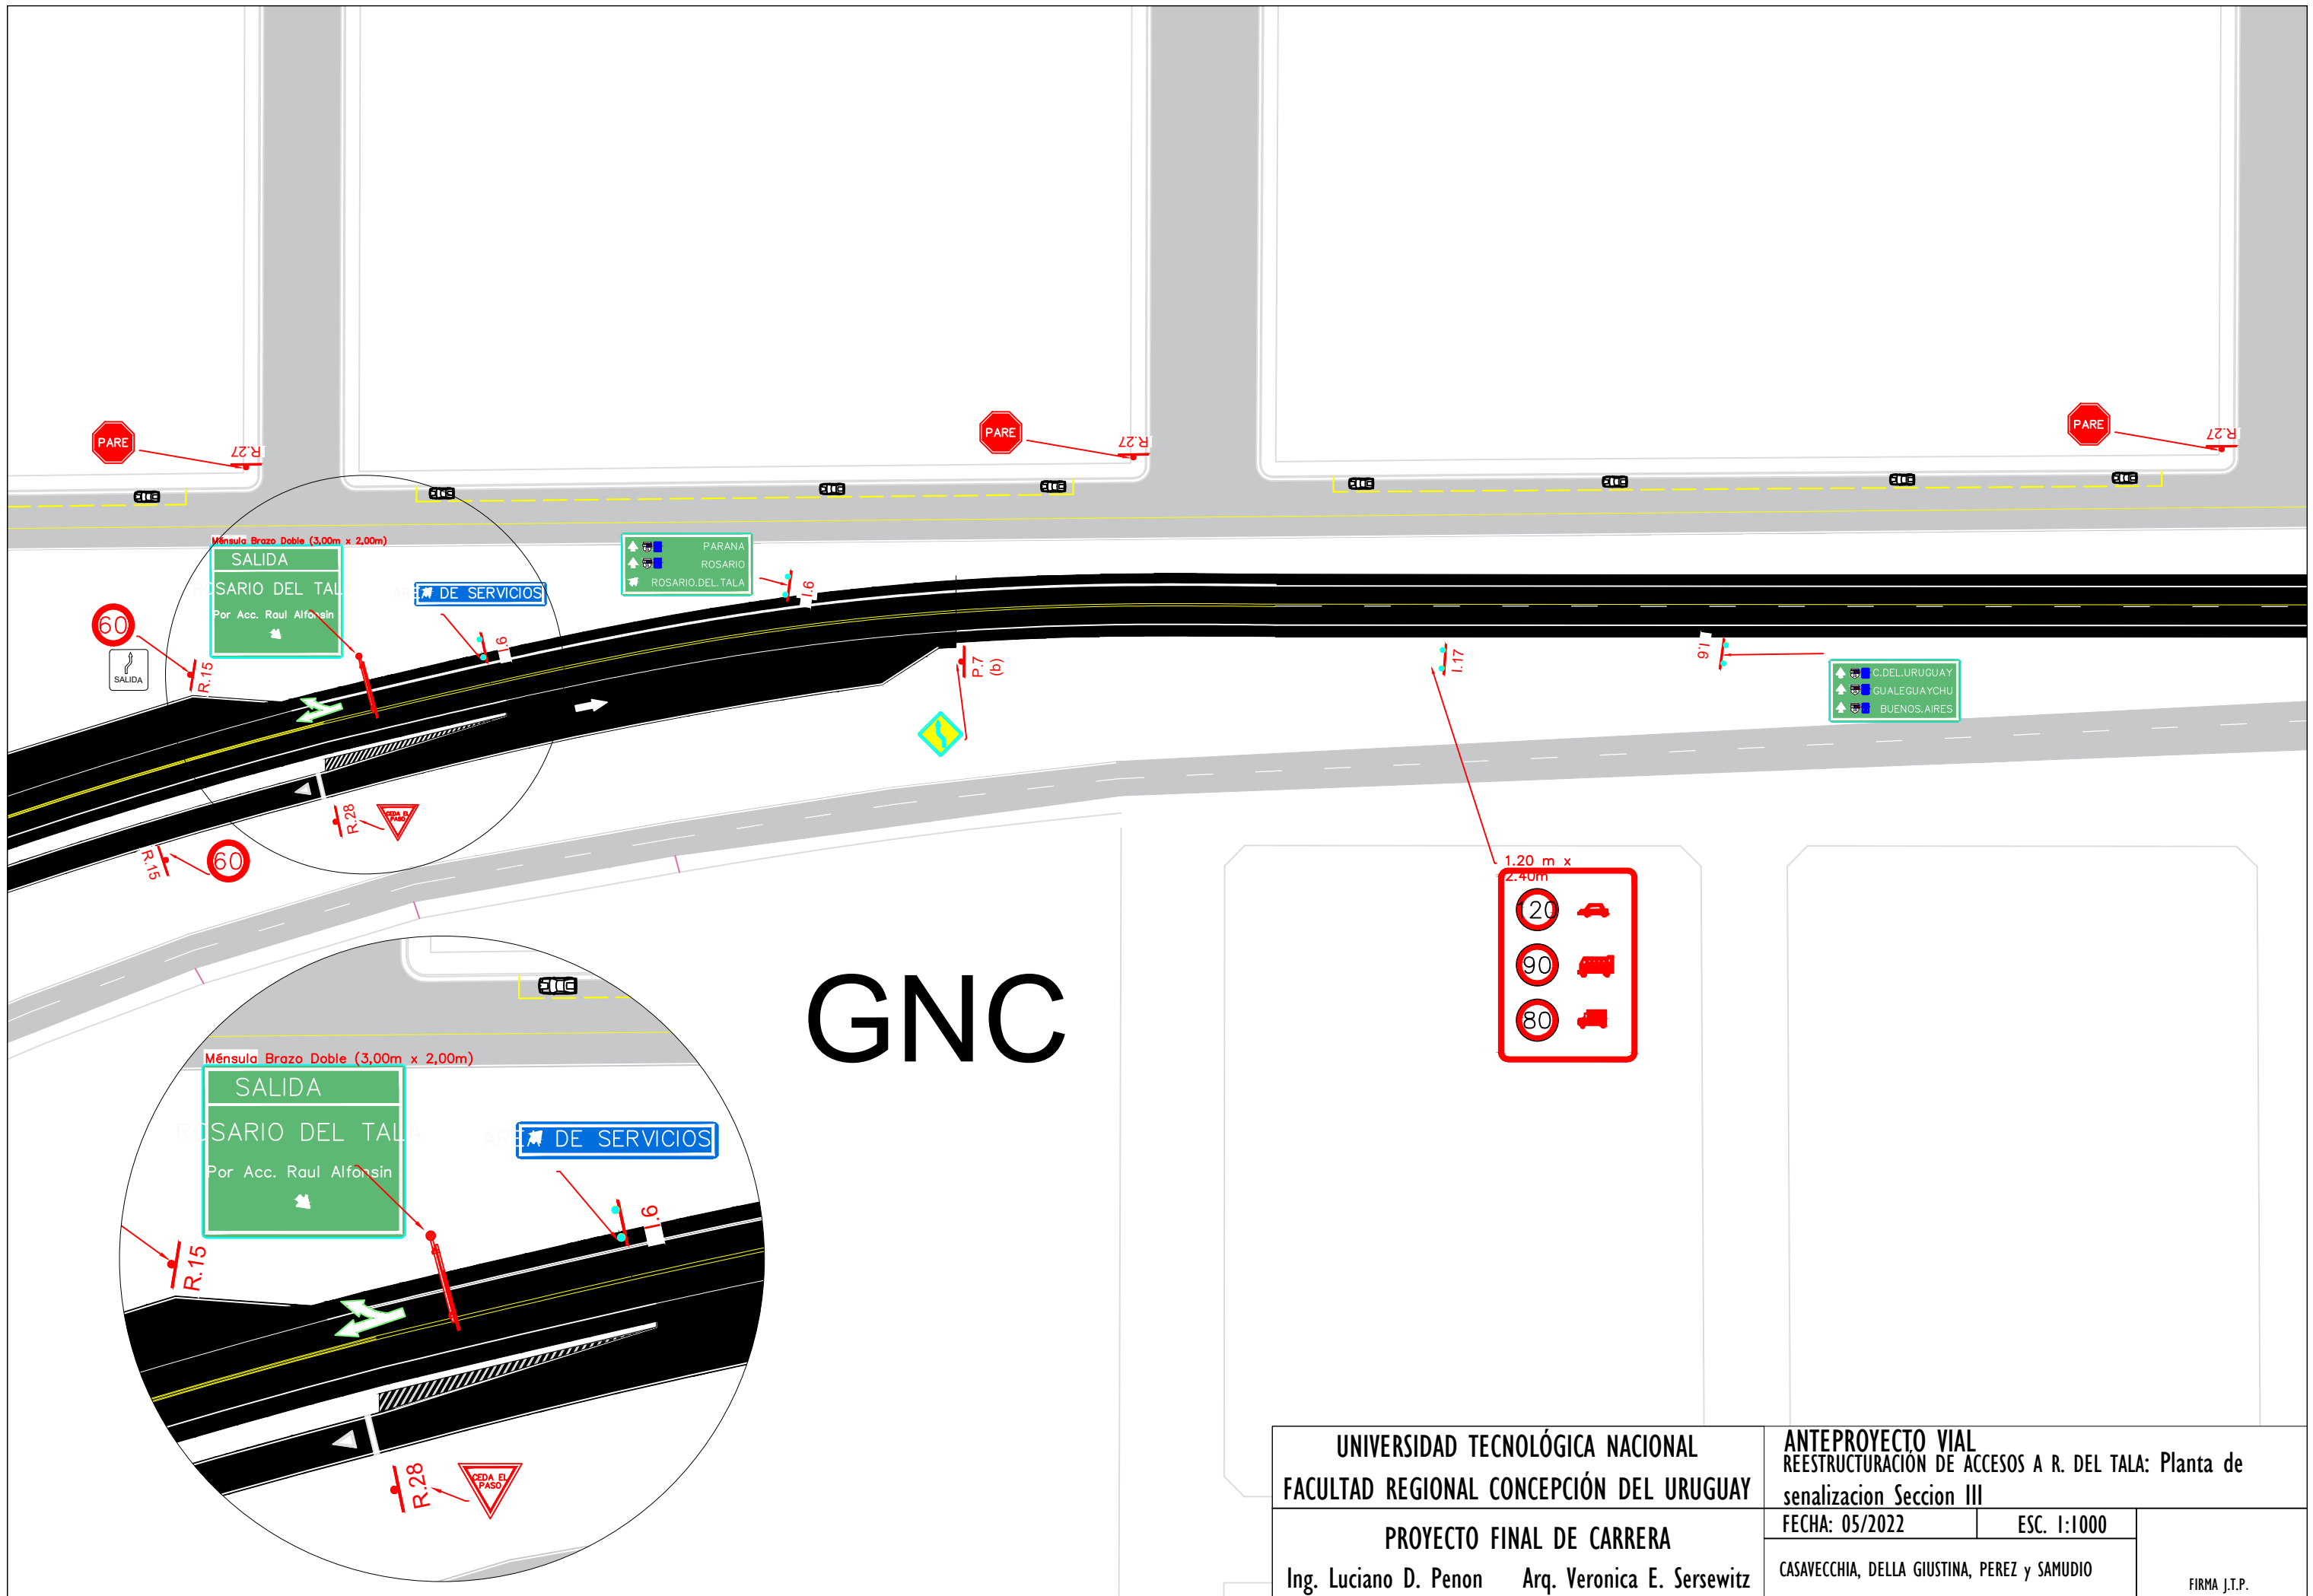 PARE
R.27
PARE
R.27
PARE
R.27
Ménsula Brazo Doble (3,00m x 2,00m)
SALIDA
ROSARIO DEL TALA
Por Acc. Raul Alfonsin
AREA DE SERVICIOS
PARANA
ROSARIO
ROSARIO.DEL.TALA
I.6
I.6
60
SALIDA
R.15
P.7
(b)
I.17
I.6
C.DEL.URUGUAY
GUALEGUAYCHU
BUENOS.AIRES
R.28
CEDA EL
PASO
R.15
60
1.20 m x
2.40m
120
90
80
GNC
Ménsula Brazo Doble (3,00m x 2,00m)
SALIDA
ROSARIO DEL TALA
Por Acc. Raul Alfonsin
AREA DE SERVICIOS
I.6
R.15
R.28
CEDA EL
PASO
UNIVERSIDAD TECNOLÓGICA NACIONAL
FACULTAD REGIONAL CONCEPCIÓN DEL URUGUAY
PROYECTO FINAL DE CARRERA
Ing. Luciano D. Penon Arq. Veronica E. Sersewitz
ANTEPROYECTO VIAL
REESTRUCTURACIÓN DE ACCESOS A R. DEL TALA: Planta de
senalizacion Seccion III
FECHA: 05/2022
ESC. 1:1000
CASAVECCHIA, DELLA GIUSTINA, PEREZ y SAMUDIO
FIRMA J.T.P.